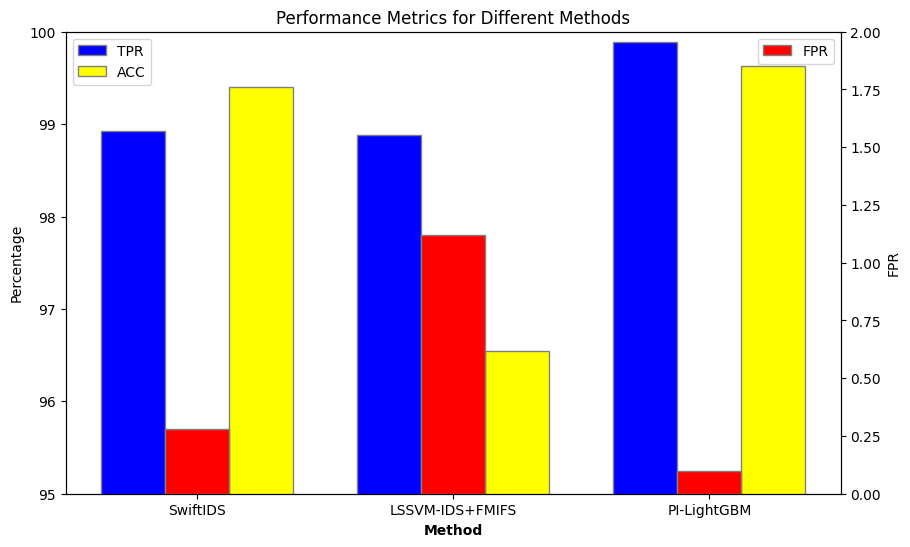 Performance Metrics for Different Methods
TPR
ACC
FPR
Percentage
100
99
98
97
96
95
2.00
1.75
1.50
1.25
1.00
0.75
0.50
0.25
0.00
FPR
SwiftIDS
LSSVM-IDS+FMIFS
PI-LightGBM
Method